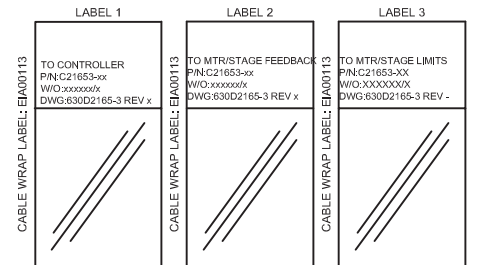 LABEL 1
TO CONTROLLER
P/N:C21653-xx
W/O:xxxxxx/x
DWG:630D2165-3 REV x
CABLE WRAP LABEL: EIA00113
LABEL 2
TO MTR/STAGE FEEDBACK
P/N:C21653-xx
W/O:xxxxxx/x
DWG:630D2165-3 REV x
CABLE WRAP LABEL: EIA00113
LABEL 3
TO MTR/STAGE LIMITS
P/N:C21653-XX
W/O:XXXXXX/X
DWG:630D2165-3 REV -
CABLE WRAP LABEL: EIA00113